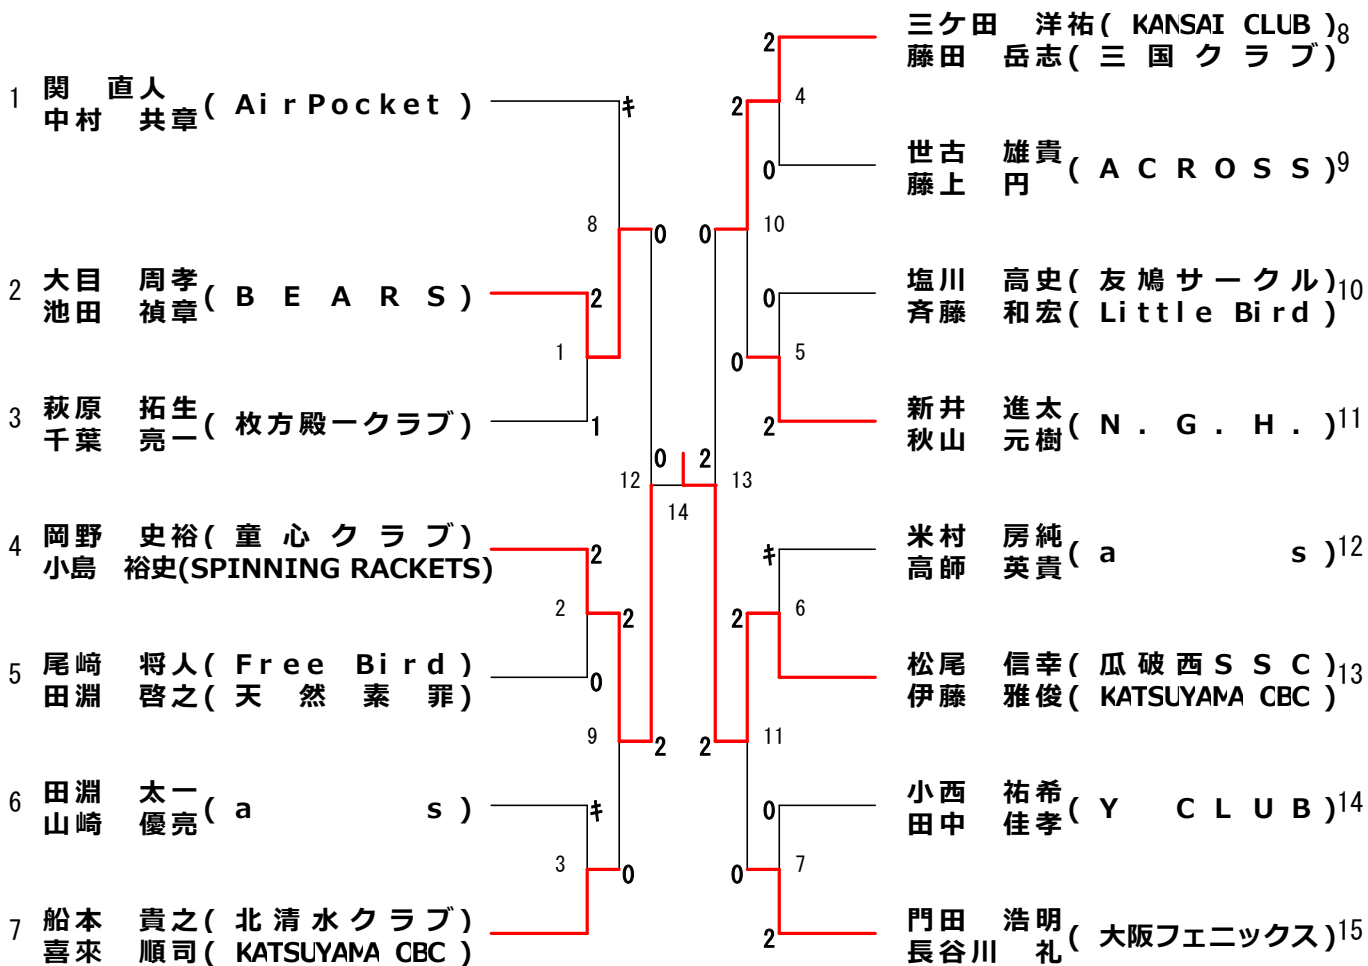 1 関 直人
中村 共章 ( AirPocket )
キ
8
0
2 大目 周孝
池田 禎章 ( BEARS )
2
1
3 萩原 拓生
千葉 亮一 ( 枚方殿一クラブ )
1
0
12
14
4 岡野 史裕 ( 童心クラブ )
小島 裕史(SPINNING RACKETS)
2
2
2
5 尾﨑 将人 ( Free Bird )
田淵 啓之 ( 天然素罪 )
0
9
2
6 田淵 太一
山崎 優亮 ( as )
キ
3
0
7 船本 貴之 ( 北清水クラブ )
喜來 順司 ( KATSUYAMA CBC )
三ケ田 洋祐 ( KANSAI CLUB ) 8
藤田 岳志 ( 三国クラブ )
2
4
2
世古 雄貴
藤上 円 ( ACROSS ) 9
0
0
10
塩川 高史 ( 友鳩サークル ) 10
斉藤 和宏 ( Little Bird )
0
5
0
新井 進太
秋山 元樹 ( N.G.H. ) 11
2
2
13
米村 房純
高師 英貴 ( as ) 12
キ
6
2
松尾 信幸 ( 瓜破西SSC ) 13
伊藤 雅俊 ( KATSUYAMA CBC )
2
11
小西 祐希
田中 佳孝 ( Y CLUB ) 14
0
7
0
門田 浩明
長谷川 礼 ( 大阪フェニックス ) 15
2